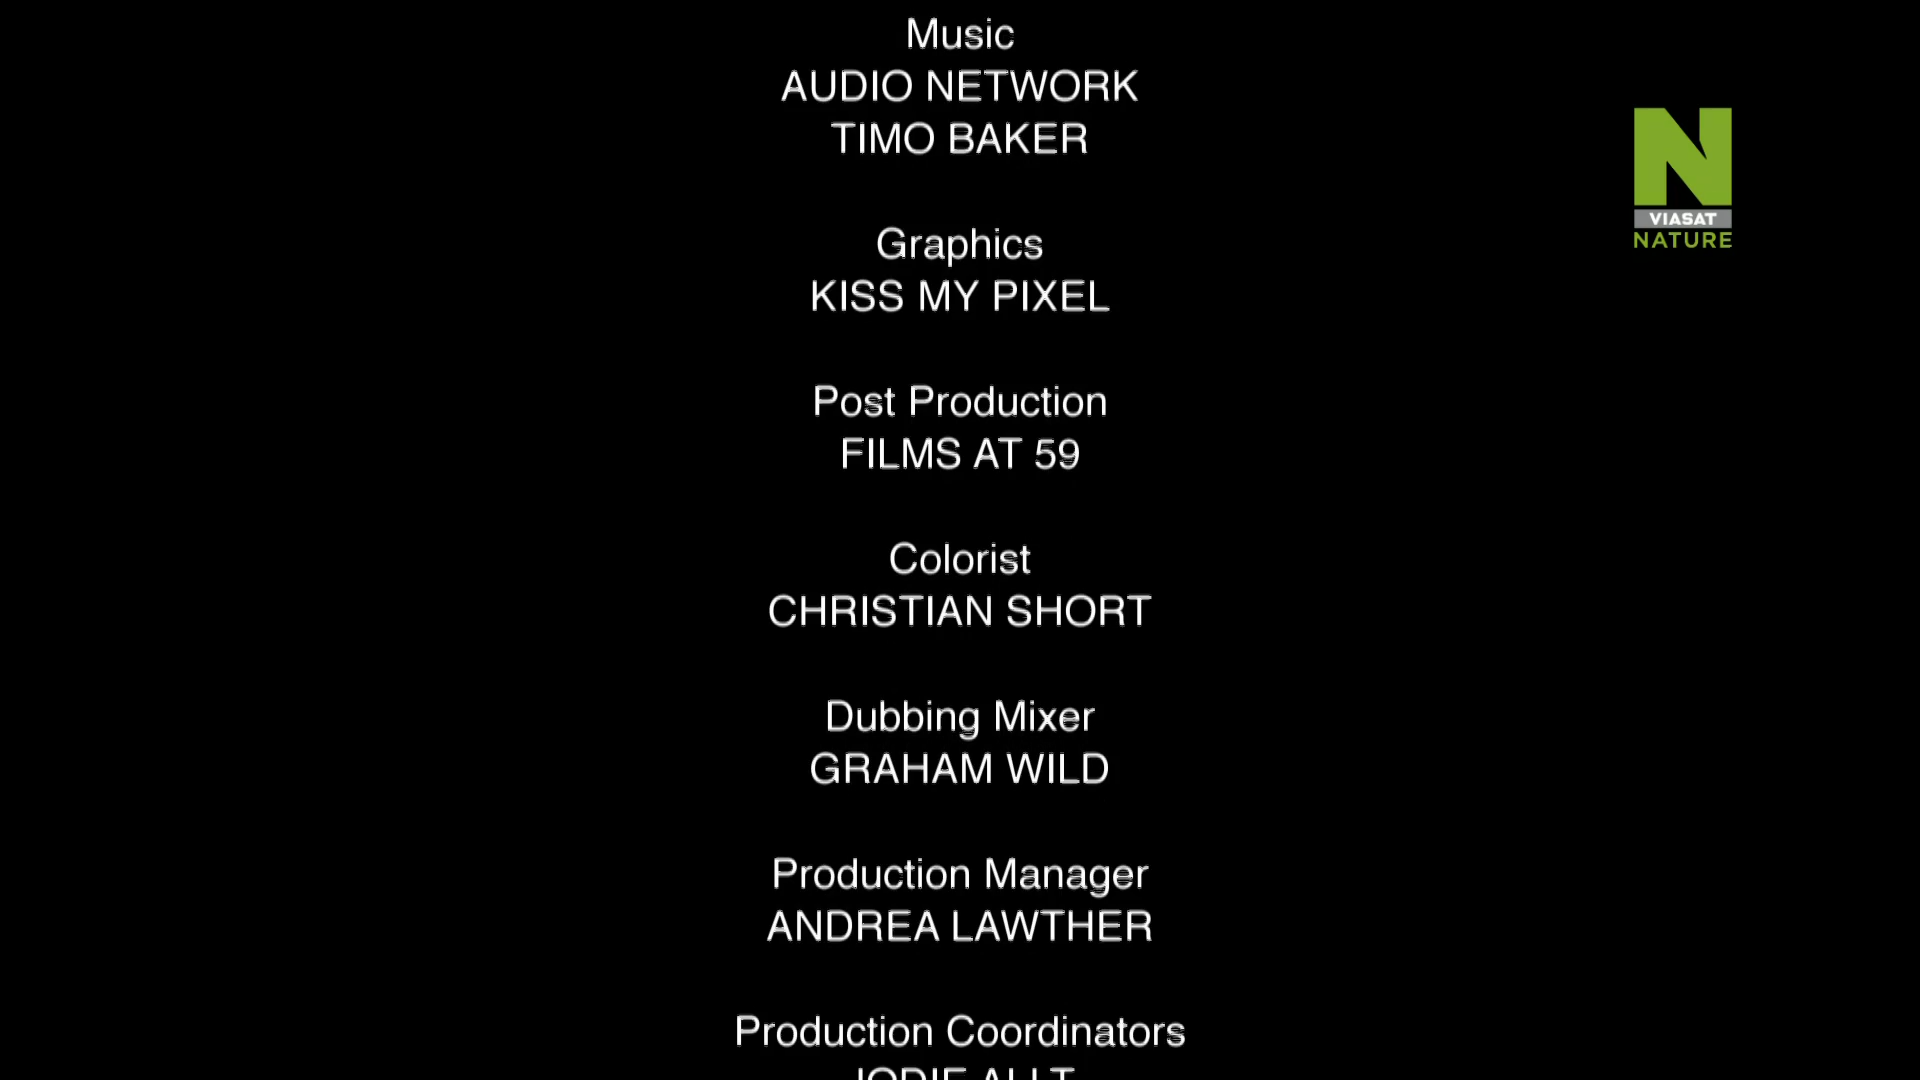 Music
AUDIO NETWORK
TIMO BAKER
Graphics
KISS MY PIXEL
Post Production
FILMS AT 59
Colorist
CHRISTIAN SHORT
Dubbing Mixer
GRAHAM WILD
Production Manager
ANDREA LAWTHER
Production Coordinators
N
VIASAT
NATURE